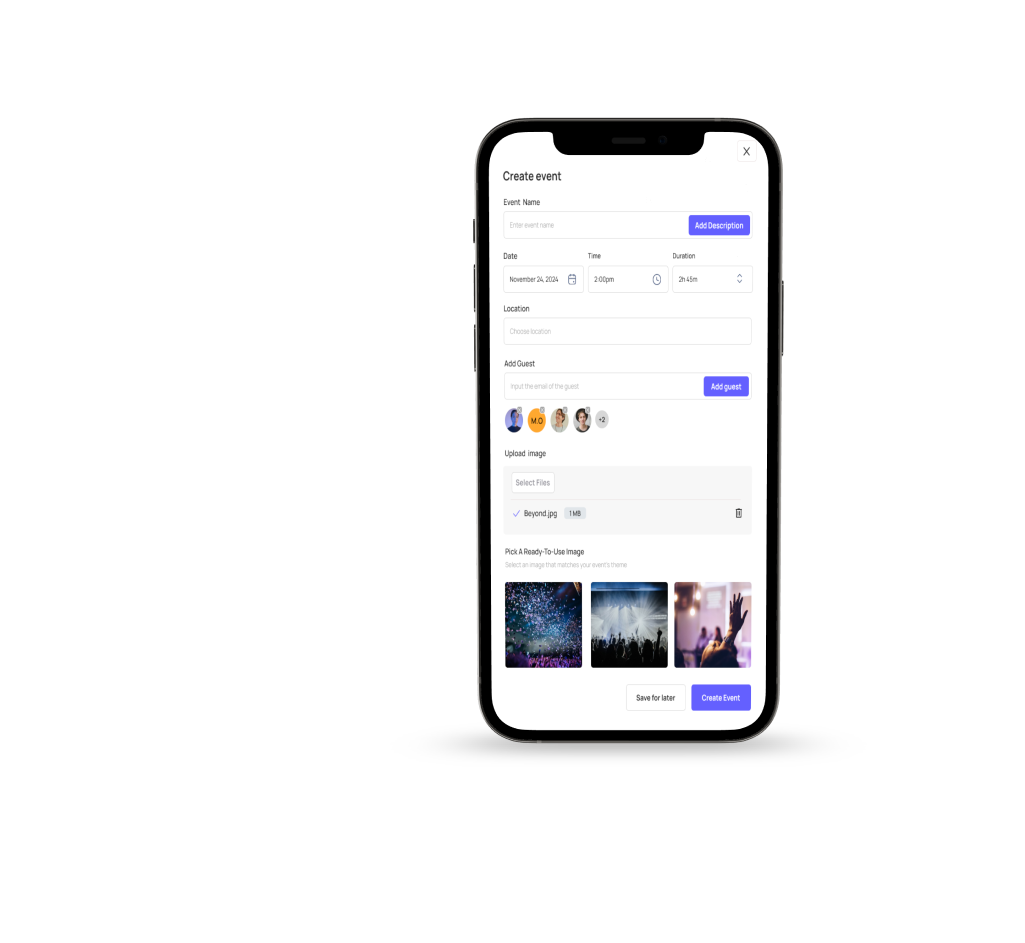 X
Create event
Event Name
Enter event name
Add Description
Date Time Duration
November 24, 2024 2:00pm 2h 45m
Location
Choose location
Add Guest
Input the email of the guest
Add guest
M.O +2
Upload image
Select Files
Beyond.jpg 1 MB
Pick A Ready-To-Use Image
Select an image that matches your event's theme
Save for later Create Event